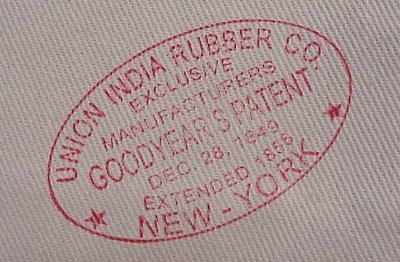 UNION INDIA RUBBER CO.
EXCLUSIVE
MANUFACTURERS
GOODYEAR'S PATENT
DEC. 28, 1849
EXTENDED 1858
NEW-YORK